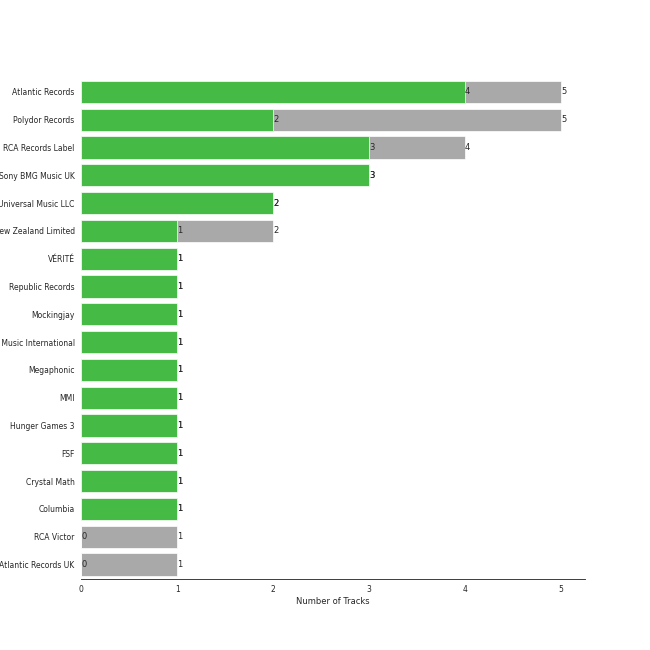 Atlantic Records 4 5
Polydor Records 2 5
RCA Records Label 3 4
Sony BMG Music UK 3
Universal Music LLC 2
ew Zealand Limited 1 2
VÉRITÉ 1
Republic Records 1
Mockingjay 1
Music International 1
Megaphonic 1
MMI 1
Hunger Games 3 1
FSF 1
Crystal Math 1
Columbia 1
RCA Victor 0 1
Atlantic Records UK 0 1
0 1 2 3 4 5
Number of Tracks